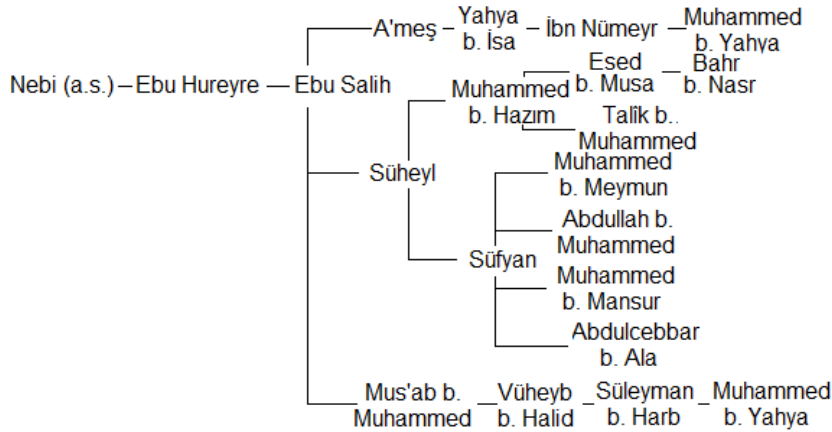 Nebi (a.s.) – Ebu Hureyre – Ebu Salih
A'meş – Yahya b. İsa – İbn Nümeyr – Muhammed b. Yahya
Süheyl
Muhammed b. Hazım
Esed b. Musa – Bahr b. Nasr
Talîk b.. Muhammed
Süfyan
Muhammed b. Meymun
Abdullah b. Muhammed
Muhammed b. Mansur
Abdulcebbar b. Ala
Mus'ab b. Muhammed – Vüheyb b. Halid – Süleyman b. Harb – Muhammed b. Yahya